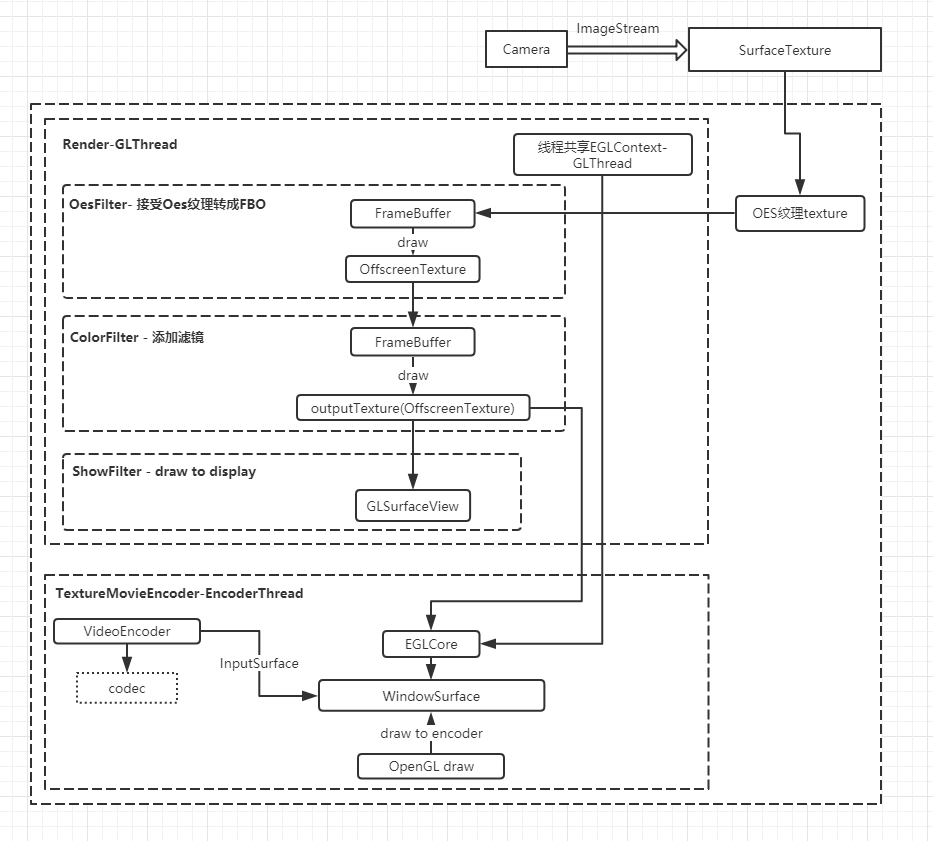 ImageStream
Camera
SurfaceTexture
Render-GLThread
线程共享EGLContext-
GLThread
OesFilter- 接受Oes纹理转成FBO
FrameBuffer
OES纹理texture
draw
OffscreenTexture
ColorFilter - 添加滤镜
FrameBuffer
draw
outputTexture(OffscreenTexture)
ShowFilter - draw to display
GLSurfaceView
TextureMovieEncoder-EncoderThread
VideoEncoder
EGLCore
InputSurface
codec
WindowSurface
draw to encoder
OpenGL draw